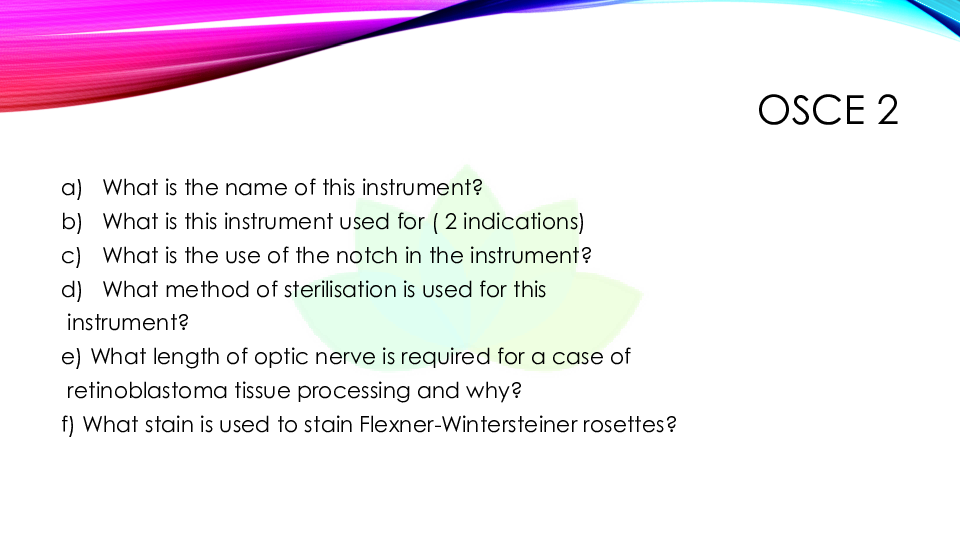 OSCE 2
a) What is the name of this instrument?
b) What is this instrument used for ( 2 indications)
c) What is the use of the notch in the instrument?
d) What method of sterilisation is used for this
instrument?
e) What length of optic nerve is required for a case of
retinoblastoma tissue processing and why?
f) What stain is used to stain Flexner-Wintersteiner rosettes?